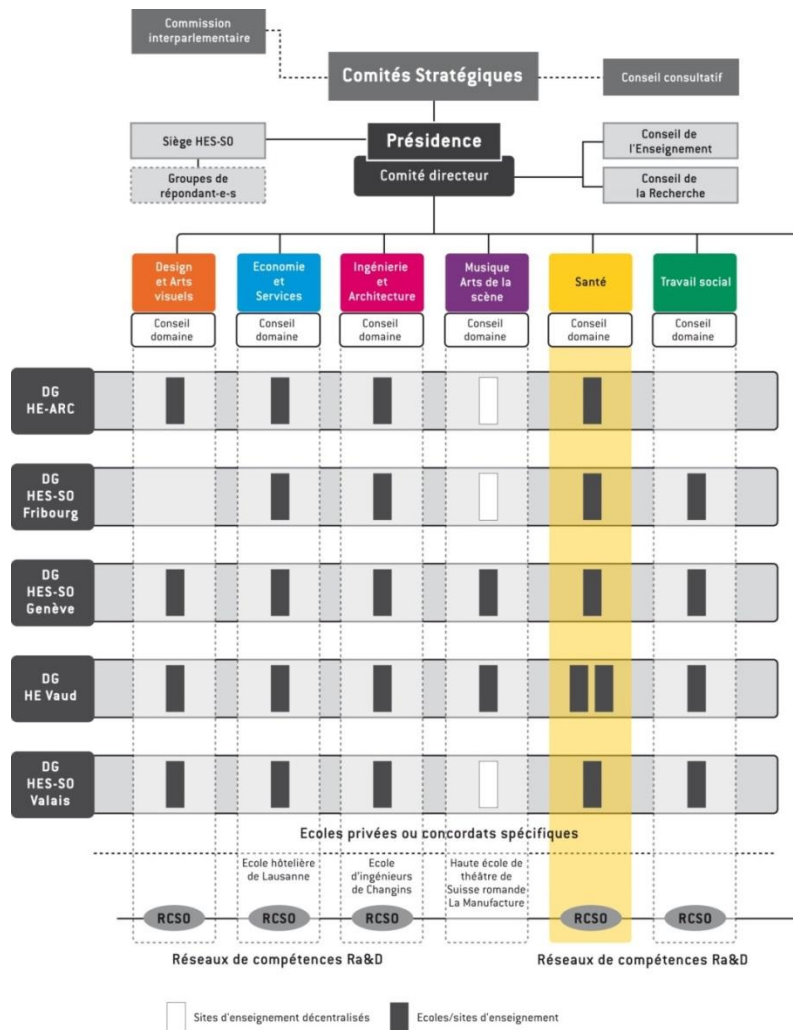 Commission
interparlementaire
Comités Stratégiques
Conseil consultatif
Siège HES-SO
Présidence
Conseil de
l'Enseignement
Groupes de
répondant-e-s
Comité directeur
Conseil de
la Recherche
Design
et Arts
visuels
Economie
et
Services
Ingénierie
et
Architecture
Musique
Arts de la
scène
Santé
Travail social
Conseil
domaine
Conseil
domaine
Conseil
domaine
Conseil
domaine
Conseil
domaine
Conseil
domaine
DG
HE-ARC
DG
HES-SO
Fribourg
DG
HES-SO
Genève
DG
HE Vaud
DG
HES-SO
Valais
Ecoles privées ou concordats spécifiques
Ecole hôtelière
de Lausanne
Ecole
d'ingénieurs
de Changins
Haute école de
théâtre de
Suisse romande
La Manufacture
RCSO
RCSO
RCSO
RCSO
RCSO
Réseaux de compétences Ra&D
Réseaux de compétences Ra&D
Sites d'enseignement décentralisés
Ecoles/sites d'enseignement